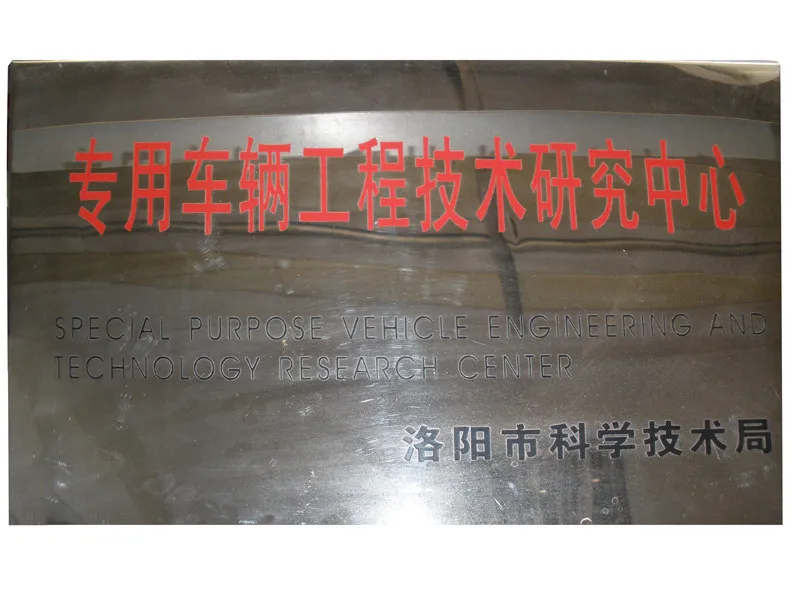 专用车辆工程技术研究中心
SPECIAL PURPOSE VEHICLE ENGINEERING AND
TECHNOLOGY RESEARCH CENTER
洛阳市科学技术局